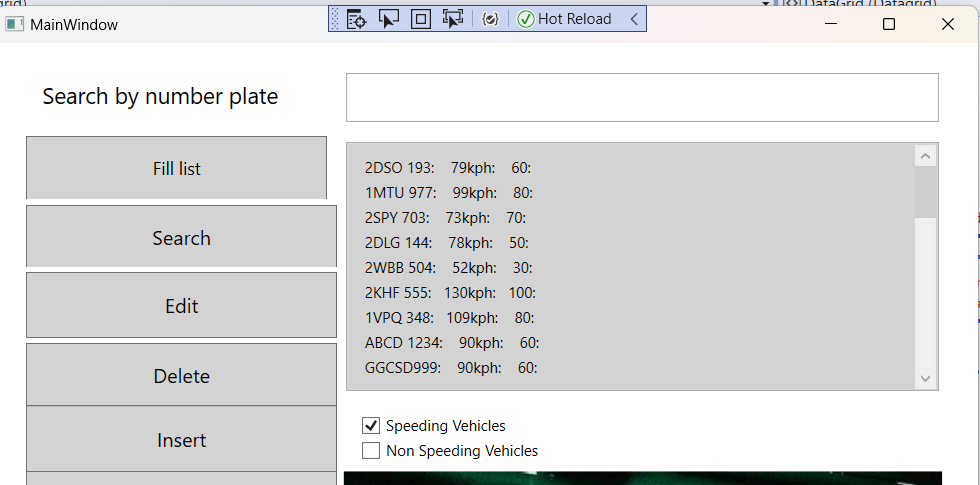 MainWindow
Hot Reload
Search by number plate
Fill list
Search
Edit
Delete
Insert
2DSO 193: 79kph: 60:
1MTU 977: 99kph: 80:
2SPY 703: 73kph: 70:
2DLG 144: 78kph: 50:
2WBB 504: 52kph: 30:
2KHF 555: 130kph: 100:
1VPQ 348: 109kph: 80:
ABCD 1234: 90kph: 60:
GGCSD999: 90kph: 60:
Speeding Vehicles
Non Speeding Vehicles